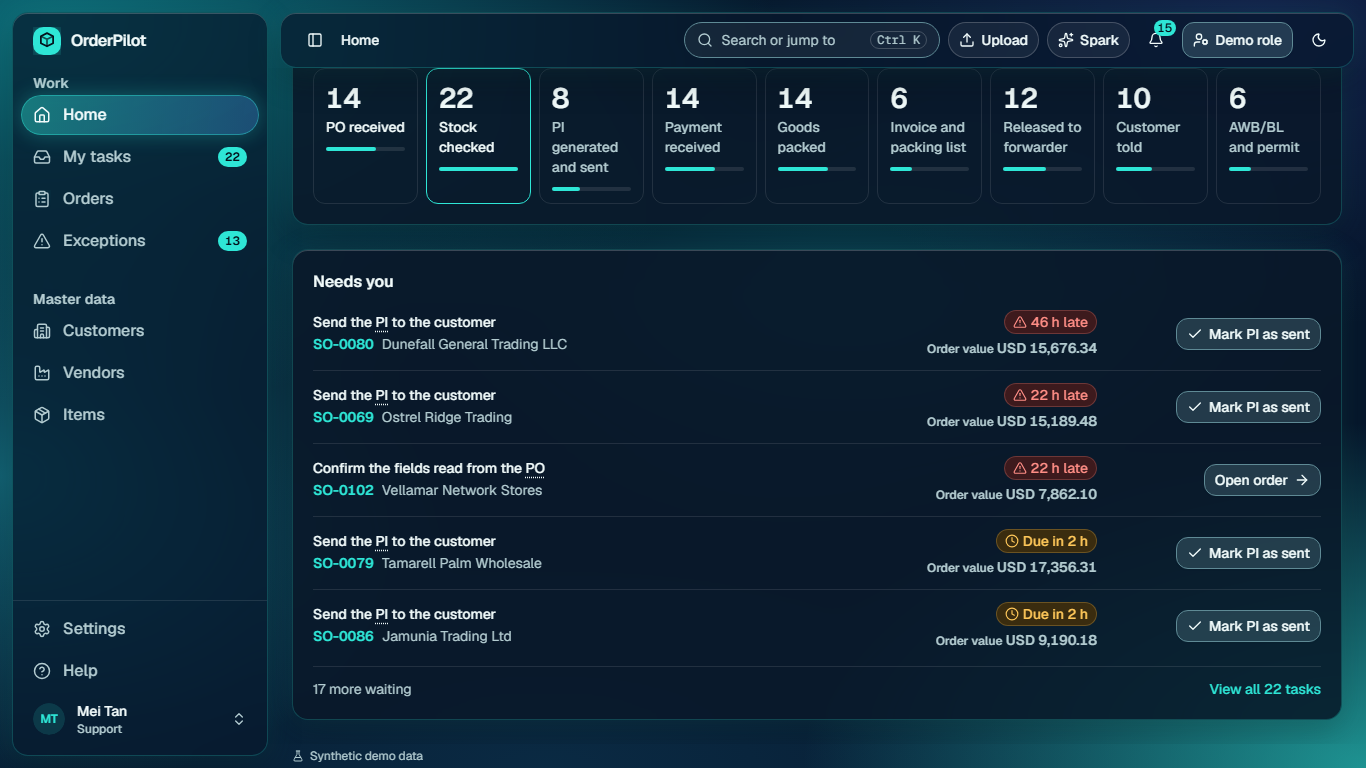 OrderPilot
Work
Home
My tasks 22
Orders
Exceptions 13
Master data
Customers
Vendors
Items
Settings
Help
MT Mei Tan
Support
Home
Search or jump to Ctrl K
Upload
Spark
15
Demo role
14
PO received
22
Stock
checked
8
PI
generated
and sent
14
Payment
received
14
Goods
packed
6
Invoice and
packing list
12
Released to
forwarder
10
Customer
told
6
AWB/BL
and permit
Needs you
Send the PI to the customer
SO-0080 Dunefall General Trading LLC
46 h late
Order value USD 15,676.34
Mark PI as sent
Send the PI to the customer
SO-0069 Ostrel Ridge Trading
22 h late
Order value USD 15,189.48
Mark PI as sent
Confirm the fields read from the PO
SO-0102 Vellamar Network Stores
22 h late
Order value USD 7,862.10
Open order
Send the PI to the customer
SO-0079 Tamarell Palm Wholesale
Due in 2 h
Order value USD 17,356.31
Mark PI as sent
Send the PI to the customer
SO-0086 Jamunia Trading Ltd
Due in 2 h
Order value USD 9,190.18
Mark PI as sent
17 more waiting
View all 22 tasks
Synthetic demo data